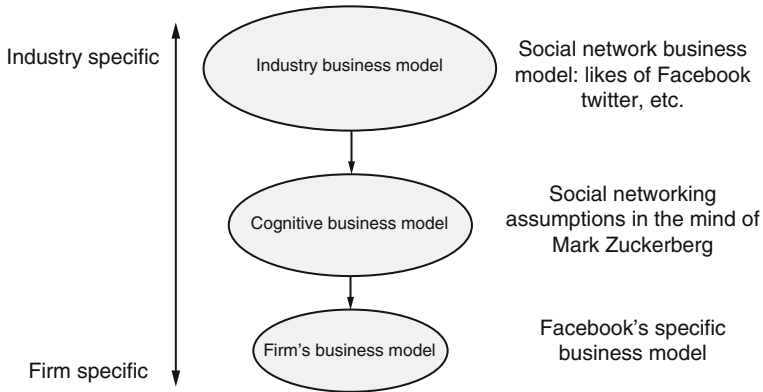 Industry specific
Industry business model
Social network business
model: likes of Facebook
twitter, etc.
Cognitive business model
Social networking
assumptions in the mind of
Mark Zuckerberg
Firm's business model
Facebook's specific
business model
Firm specific